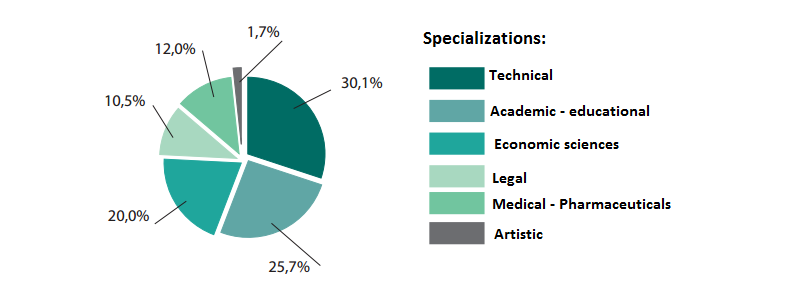 1,7%
12,0%
30,1%
10,5%
20,0%
25,7%
Specializations:
Technical
Academic - educational
Economic sciences
Legal
Medical - Pharmaceuticals
Artistic